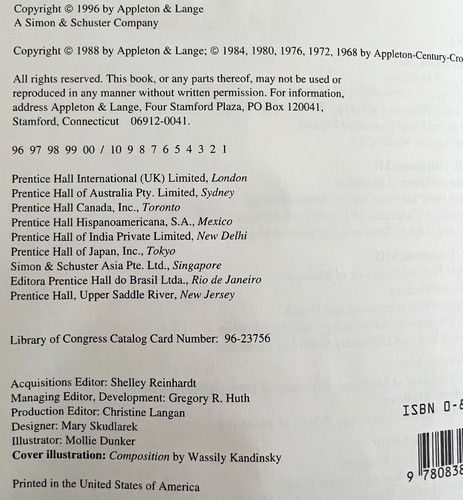 Copyright © 1996 by Appleton & Lange
A Simon & Schuster Company
Copyright © 1988 by Appleton & Lange; © 1984, 1980, 1976, 1972, 1968 by Appleton-Century-Cro
All rights reserved. This book, or any parts thereof, may not be used or
reproduced in any manner without written permission. For information,
address Appleton & Lange, Four Stamford Plaza, PO Box 120041,
Stamford, Connecticut 06912-0041.
96 97 98 99 00 / 10 9 8 7 6 5 4 3 2 1
Prentice Hall International (UK) Limited, London
Prentice Hall of Australia Pty. Limited, Sydney
Prentice Hall Canada, Inc., Toronto
Prentice Hall Hispanoamericana, S.A., Mexico
Prentice Hall of India Private Limited, New Delhi
Prentice Hall of Japan, Inc., Tokyo
Simon & Schuster Asia Pte. Ltd., Singapore
Editora Prentice Hall do Brasil Ltda., Rio de Janeiro
Prentice Hall, Upper Saddle River, New Jersey
Library of Congress Catalog Card Number: 96-23756
Acquisitions Editor: Shelley Reinhardt
Managing Editor, Development: Gregory R. Huth
Production Editor: Christine Langan
Designer: Mary Skudlarek
Illustrator: Mollie Dunker
Cover illustration: Composition by Wassily Kandinsky
Printed in the United States of America
ISBN 0-8
9 780838